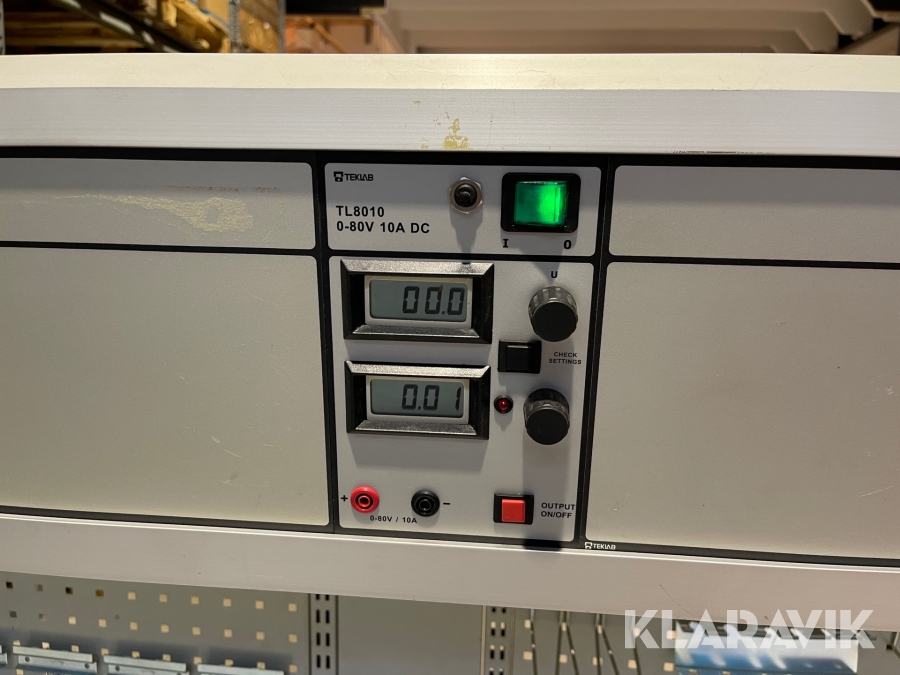 TEKLAB
TL8010
0-80V 10A DC
I O
U
00.0
CHECK
SETTINGS
0.01
+ -
0-80V / 10A
OUTPUT
ON/OFF
TEKLAB
KLARAVIK